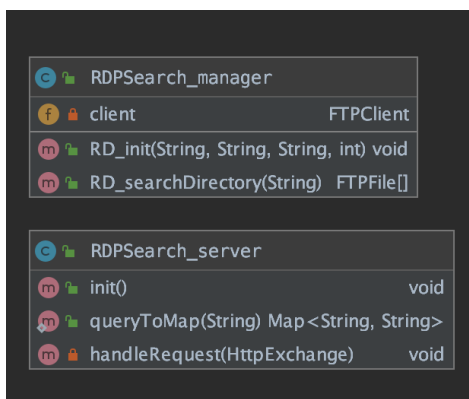 C RDPSearch_manager
f client FTPClient
m RD_init(String, String, String, int) void
m RD_searchDirectory(String) FTPFile[]
C RDPSearch_server
m init() void
m queryToMap(String) Map<String, String>
m handleRequest(HttpExchange) void